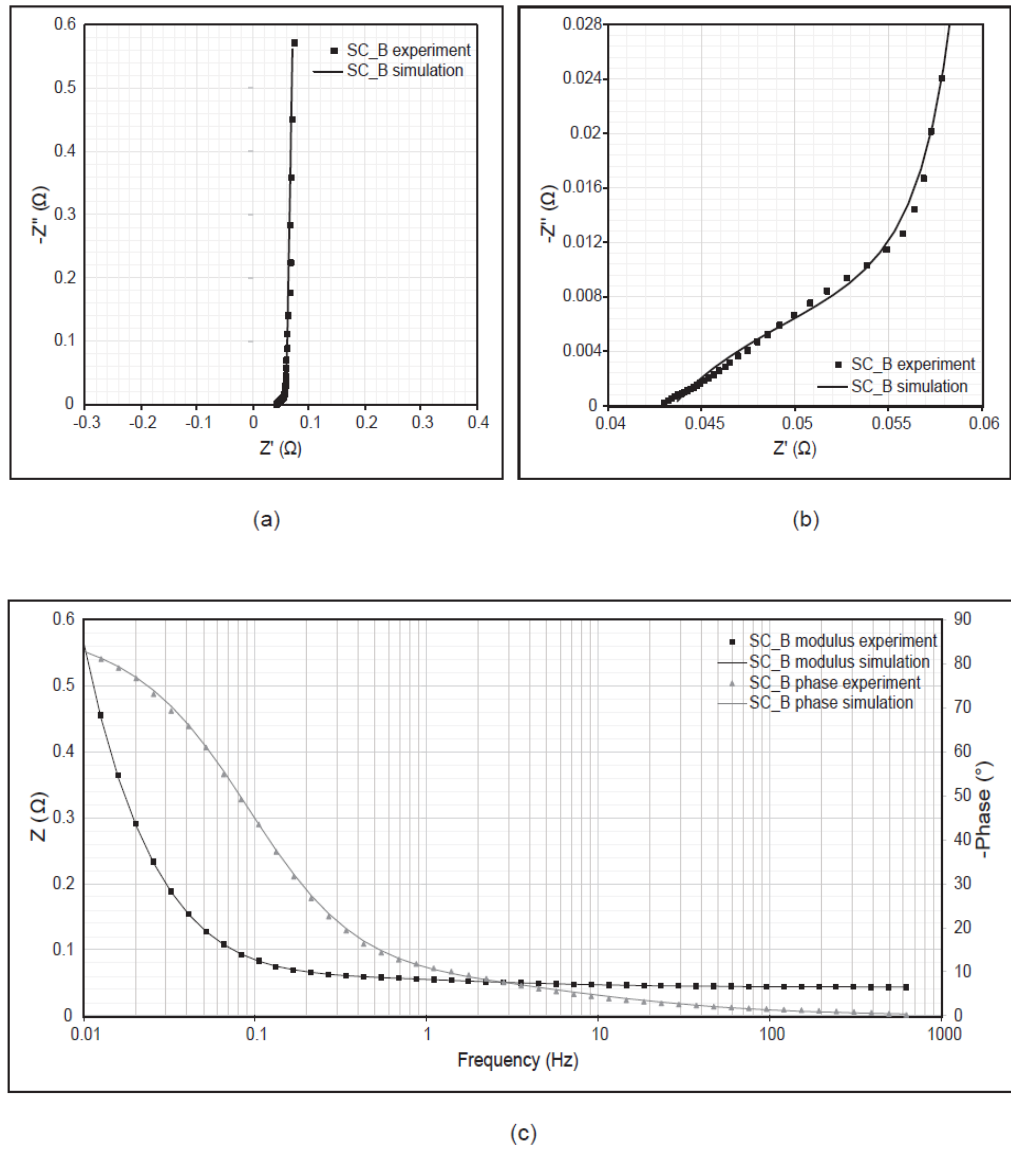 0.6
0.5
0.4
0.3
0.2
0.1
0
-Z" (Ω)
-0.3 -0.2 -0.1 0 0.1 0.2 0.3 0.4
Z' (Ω)
SC_B experiment
SC_B simulation
(a)
0.028
0.024
0.02
0.016
0.012
0.008
0.004
0
-Z" (Ω)
0.04 0.045 0.05 0.055 0.06
Z' (Ω)
SC_B experiment
SC_B simulation
(b)
0.6
0.5
0.4
0.3
0.2
0.1
0
Z (Ω)
SC_B modulus experiment
SC_B modulus simulation
SC_B phase experiment
SC_B phase simulation
90
80
70
60
50
40
30
20
10
0
-Phase (°)
0.01 0.1 1 10 100 1000
Frequency (Hz)
(c)